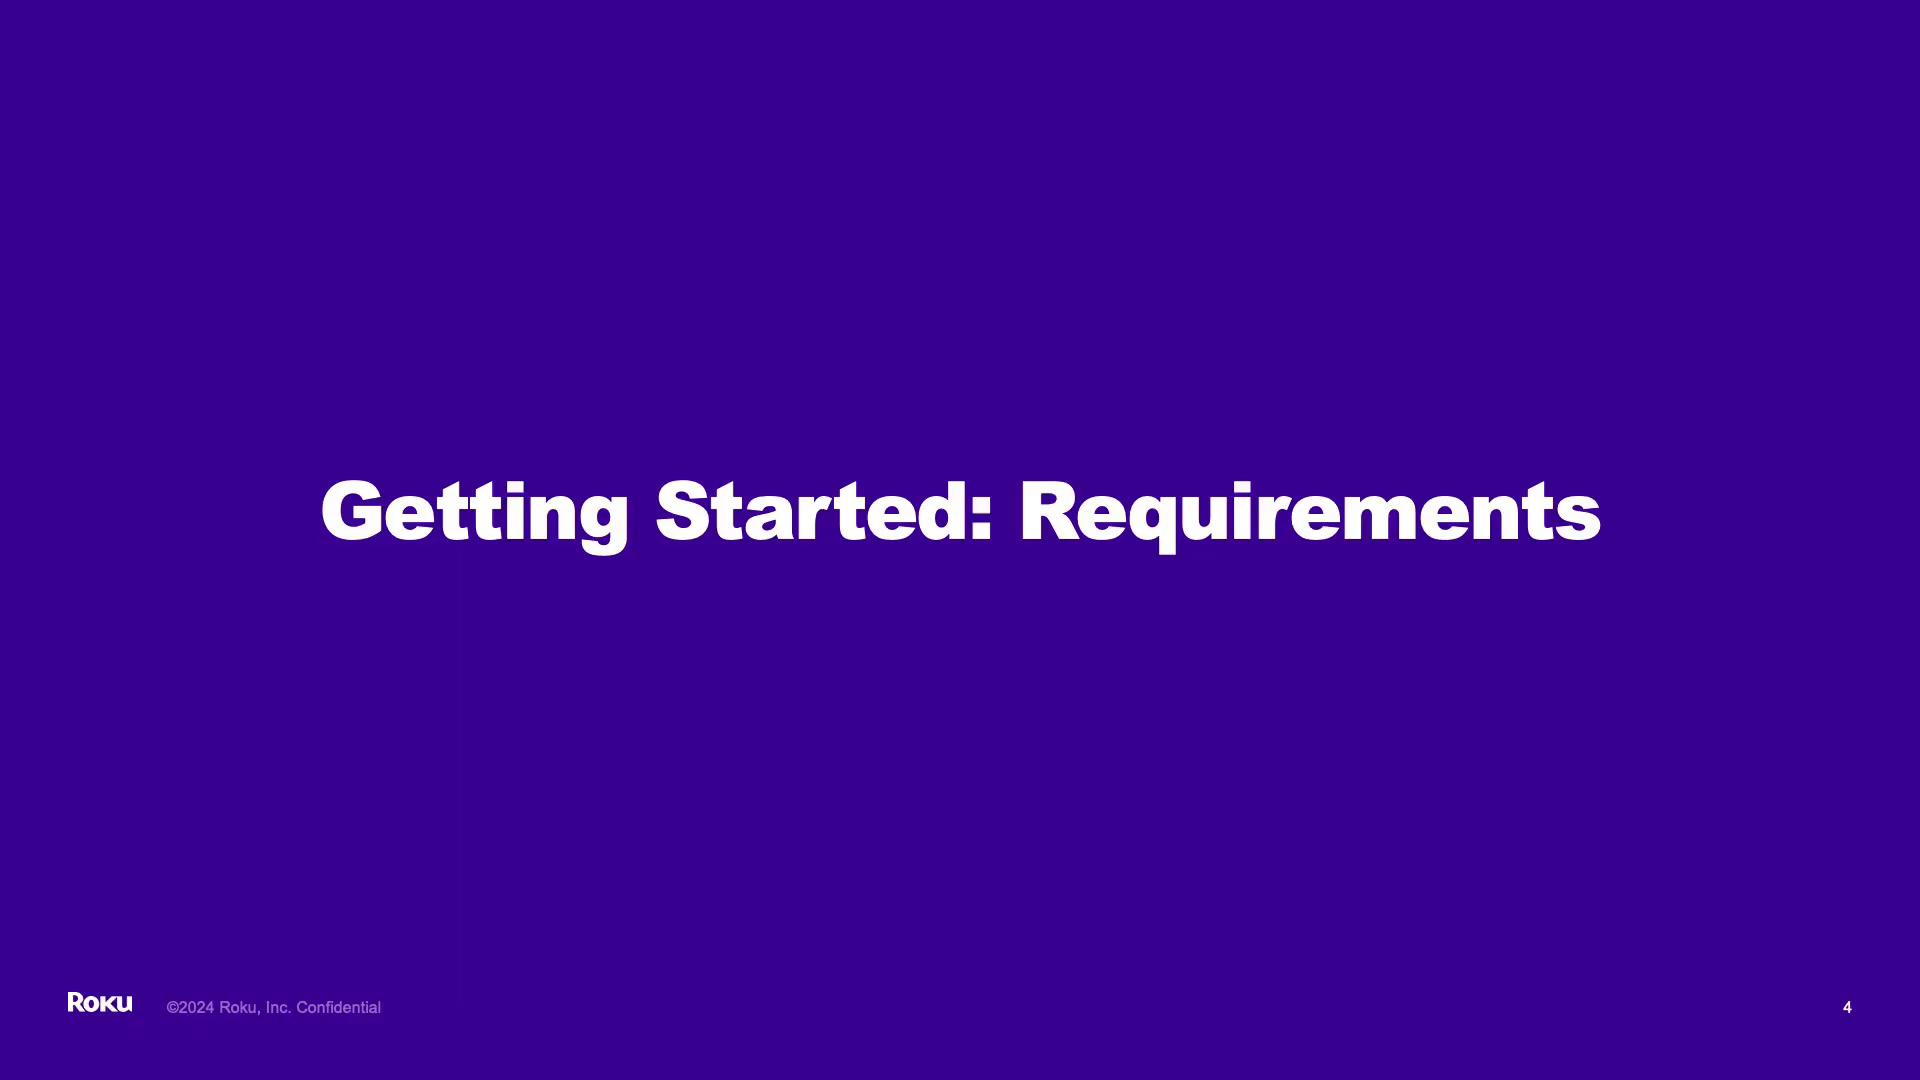 Getting Started: Requirements
Roku
©2024 Roku, Inc. Confidential
4